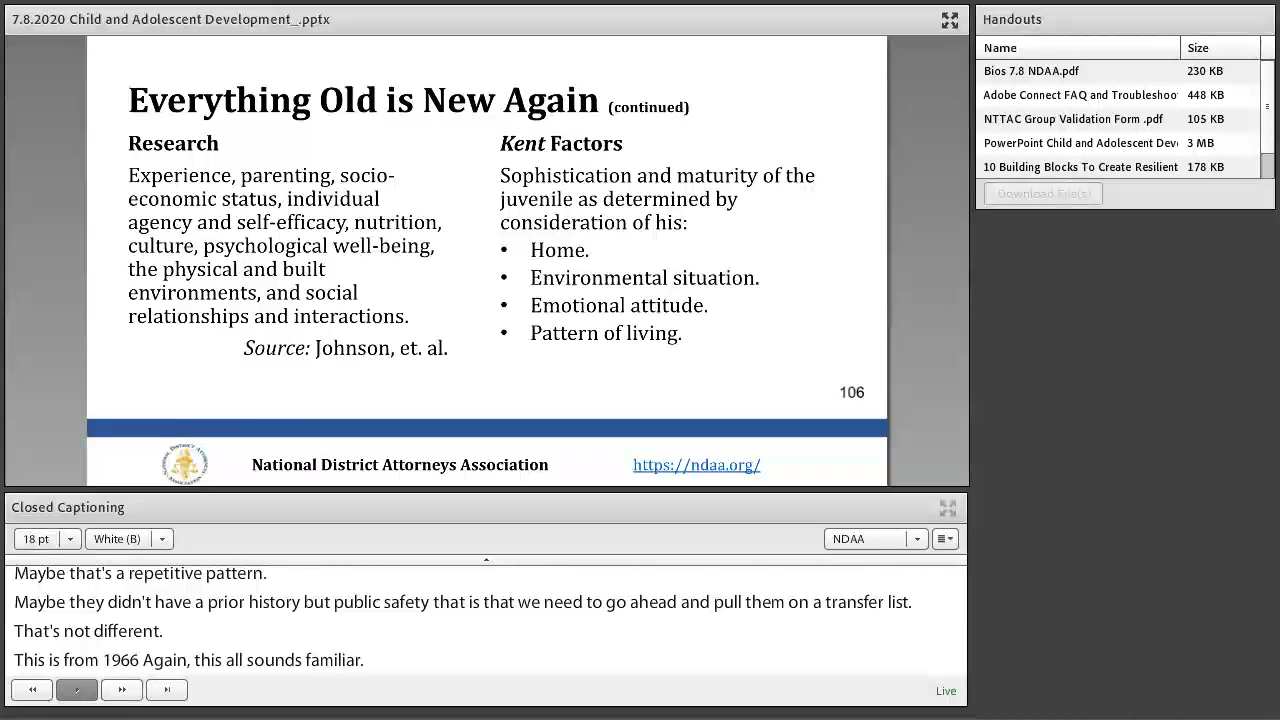 7.8.2020 Child and Adolescent Development_.pptx
Everything Old is New Again (continued)
Research
Experience, parenting, socio-
economic status, individual
agency and self-efficacy, nutrition,
culture, psychological well-being,
the physical and built
environments, and social
relationships and interactions.
Source: Johnson, et. al.
Kent Factors
Sophistication and maturity of the
juvenile as determined by
consideration of his:
• Home.
• Environmental situation.
• Emotional attitude.
• Pattern of living.
106
National District Attorneys Association
https://ndaa.org/
Handouts
Name Size
Bios 7.8 NDAA.pdf 230 KB
Adobe Connect FAQ and Troubleshoo 448 KB
NTTAC Group Validation Form .pdf 105 KB
PowerPoint Child and Adolescent Dev 3 MB
10 Building Blocks To Create Resilient 178 KB
Download File(s)
Closed Captioning
18 pt White (B) NDAA
Maybe that's a repetitive pattern.
Maybe they didn't have a prior history but public safety that is that we need to go ahead and pull them on a transfer list.
That's not different.
This is from 1966 Again, this all sounds familiar.
Live